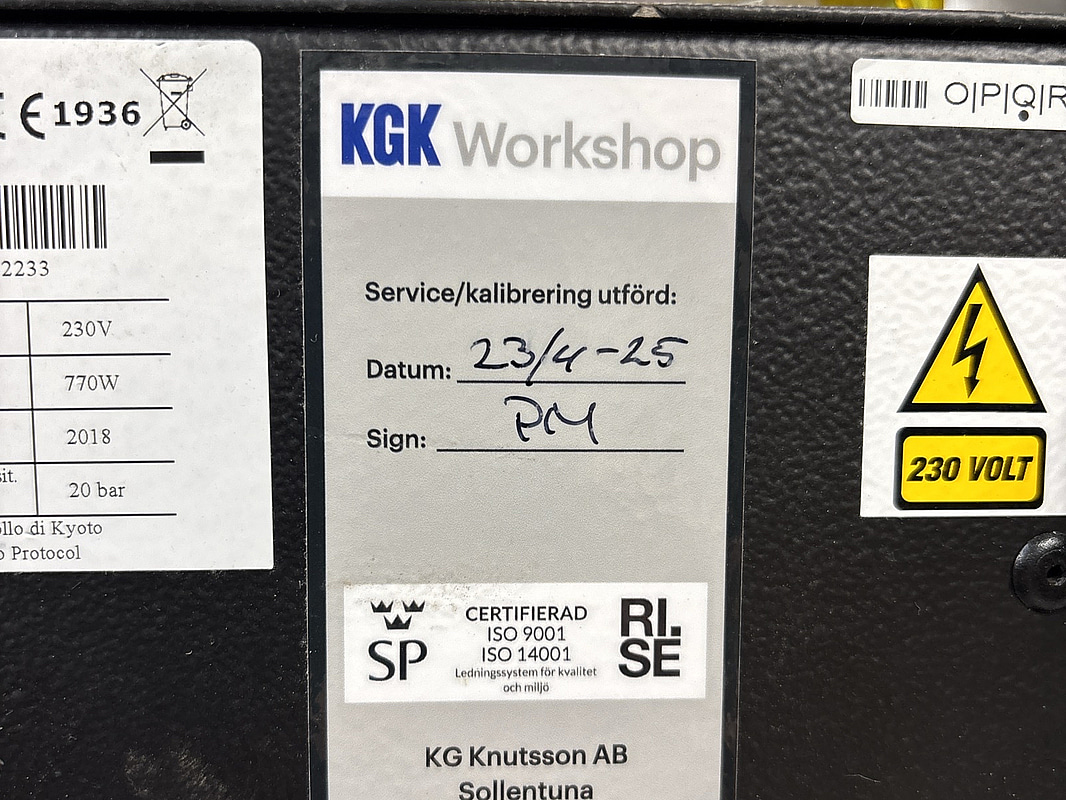 CE 1936
2233
230V
770W
2018
sit.
20 bar
ollo di Kyoto
o Protocol
KGK Workshop
Service/kalibrering utförd:
Datum: 23/4-25
Sign: PM
SP
CERTIFIERAD
ISO 9001
ISO 14001
Ledningssystem för kvalitet
och miljö
RI.
SE
KG Knutsson AB
Sollentuna
O|P|Q|R
230 VOLT